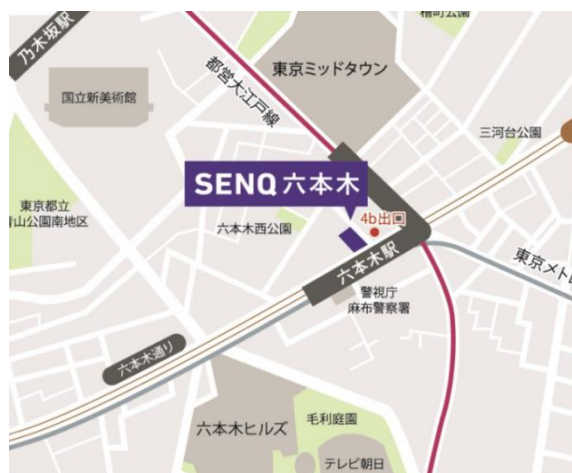 檜町公園
乃木坂駅
東京ミッドタウン
都営大江戸線
国立新美術館
三河台公園
SENQ六本木
東京都立
青山公園南地区
六本木西公園
4b出口
六本木駅
東京メトロ
警視庁
麻布警察署
六本木通り
毛利庭園
六本木ヒルズ
テレビ朝日